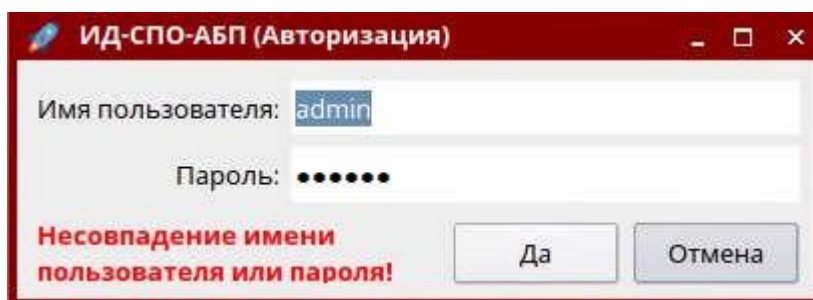 ИД-СПО-АБП (Авторизация)
Имя пользователя: admin
Пароль: ••••••
Несовпадение имени
пользователя или пароля!
Да
Отмена